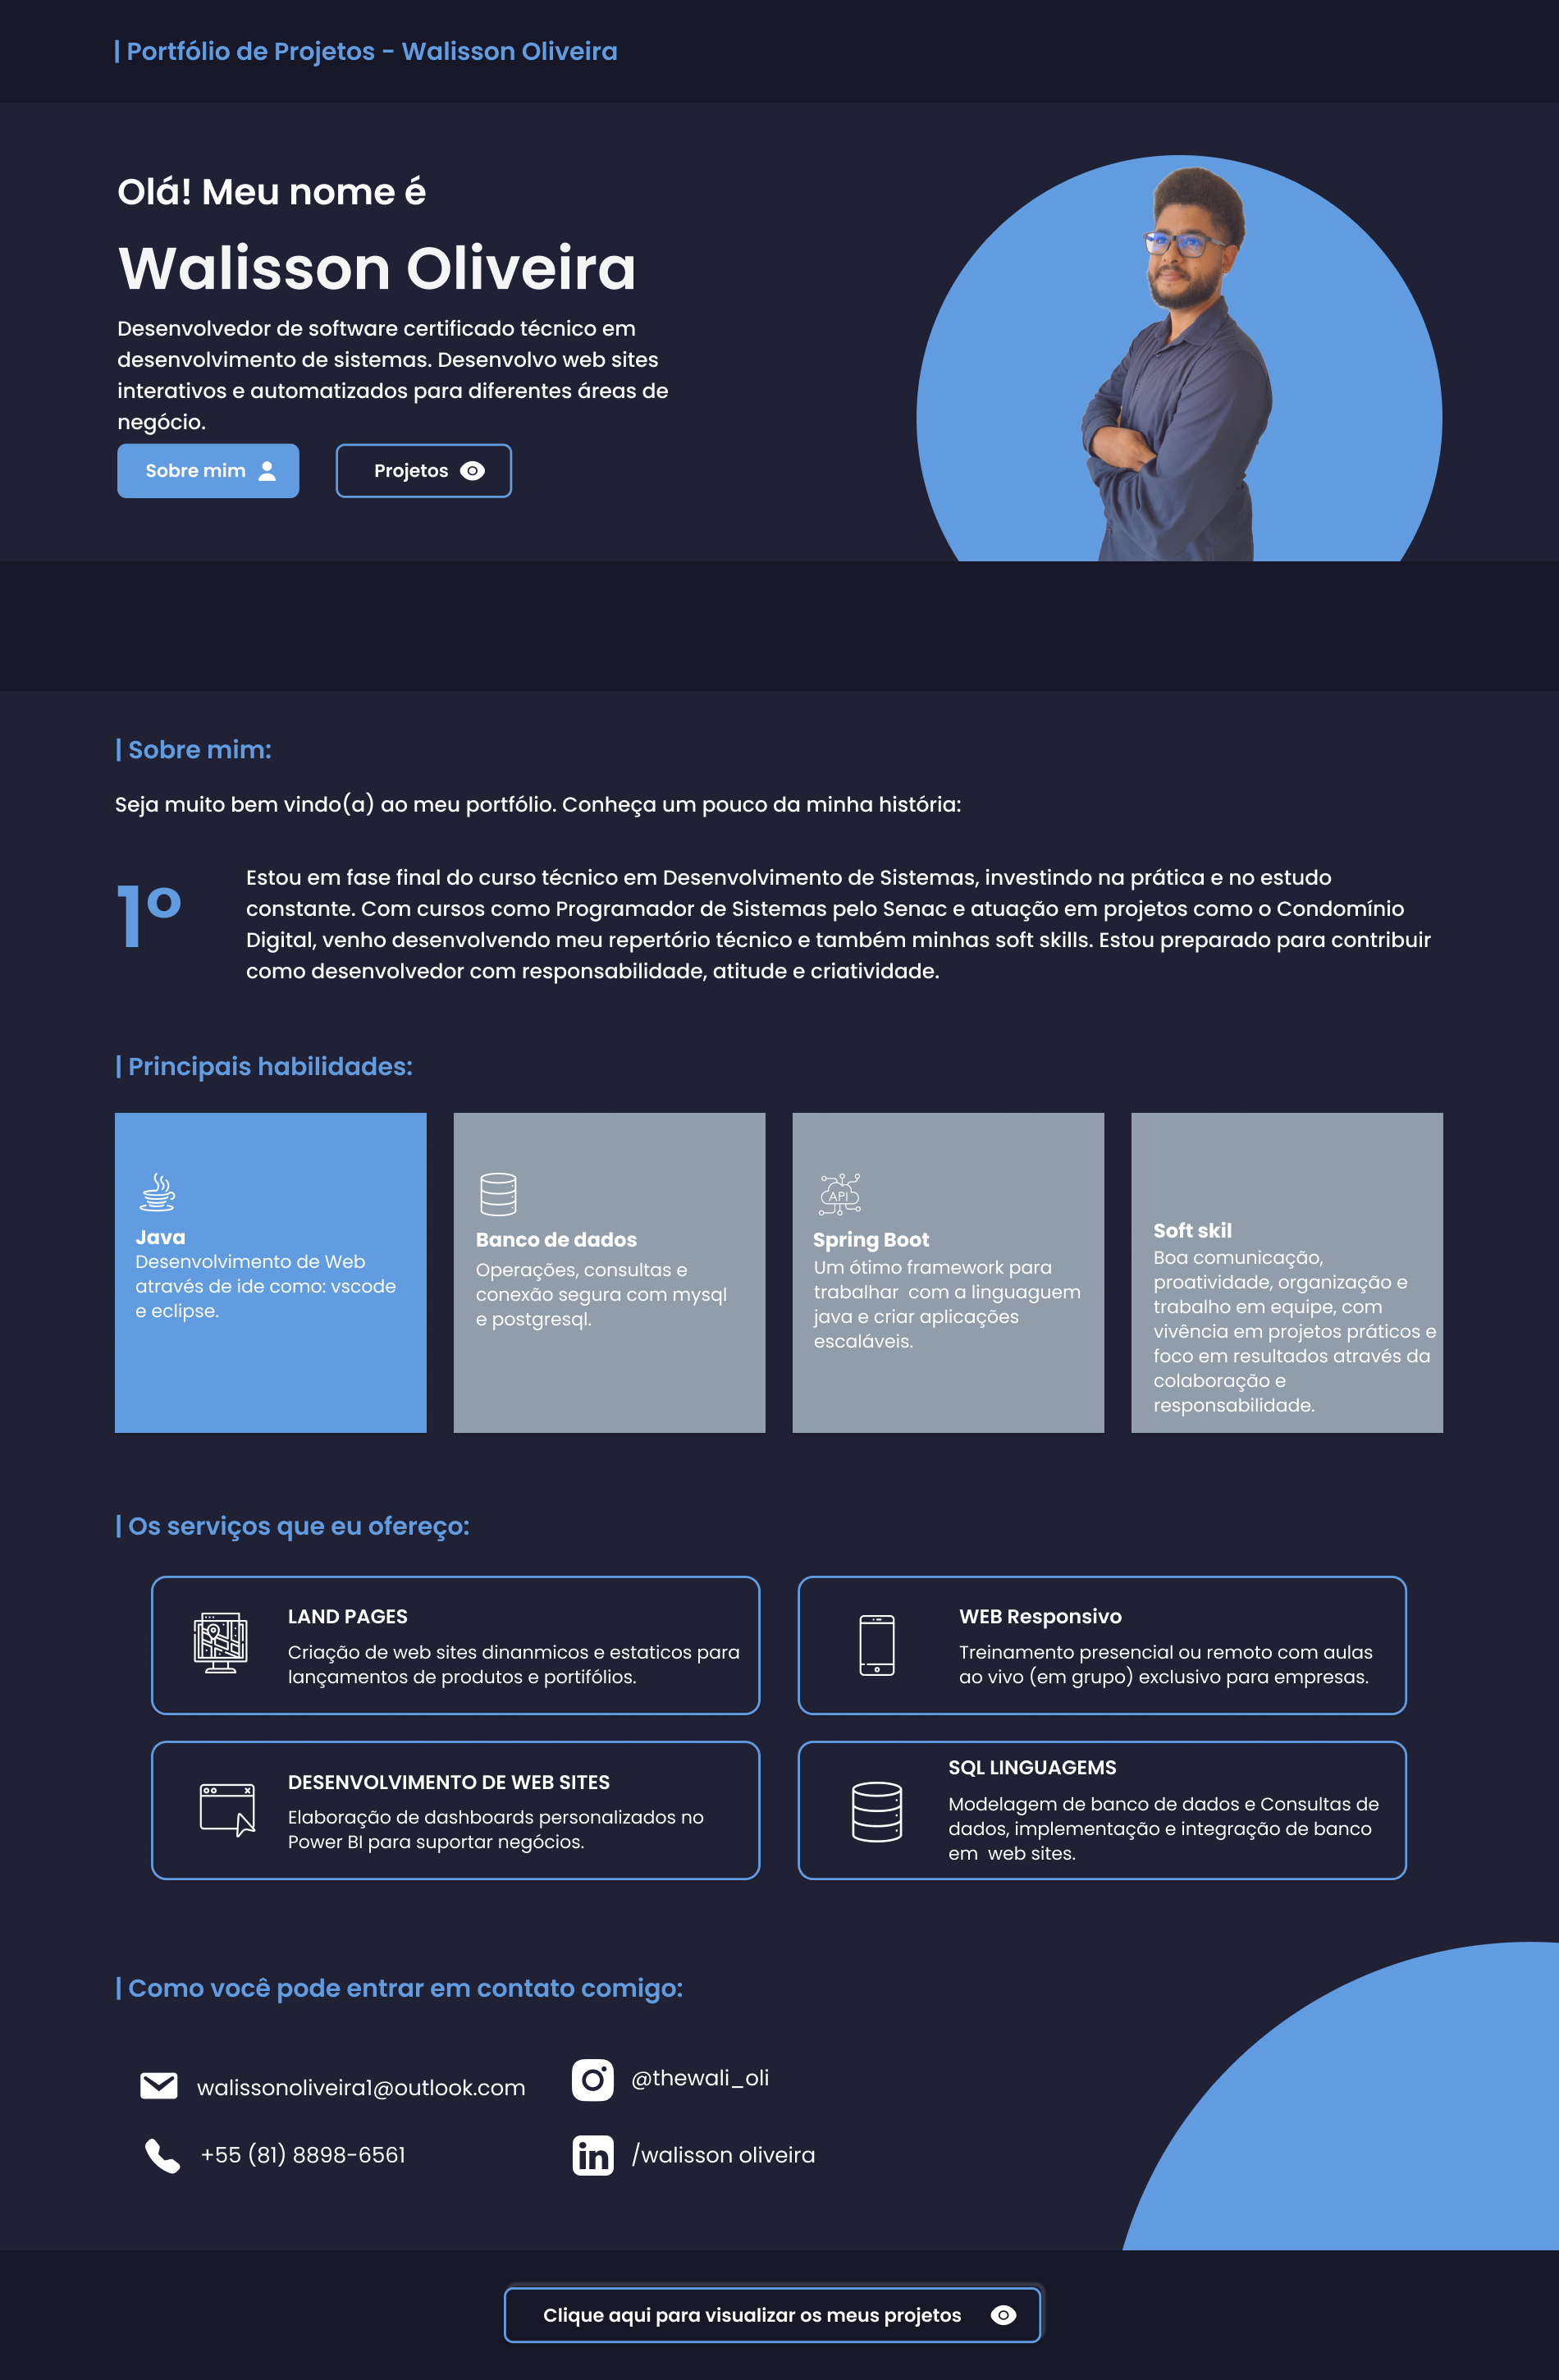 | Portfólio de Projetos - Walisson Oliveira
Olá! Meu nome é
Walisson Oliveira
Desenvolvedor de software certificado técnico em
desenvolvimento de sistemas. Desenvolvo web sites
interativos e automatizados para diferentes áreas de
negócio.
Sobre mim
Projetos
| Sobre mim:
Seja muito bem vindo(a) ao meu portfólio. Conheça um pouco da minha história:
1º
Estou em fase final do curso técnico em Desenvolvimento de Sistemas, investindo na prática e no estudo
constante. Com cursos como Programador de Sistemas pelo Senac e atuação em projetos como o Condomínio
Digital, venho desenvolvendo meu repertório técnico e também minhas soft skills. Estou preparado para contribuir
como desenvolvedor com responsabilidade, atitude e criatividade.
| Principais habilidades:
Java
Desenvolvimento de Web
através de ide como: vscode
e eclipse.
Banco de dados
Operações, consultas e
conexão segura com mysql
e postgresql.
API
Spring Boot
Um ótimo framework para
trabalhar com a linguaguem
java e criar aplicações
escaláveis.
Soft skil
Boa comunicação,
proatividade, organização e
trabalho em equipe, com
vivência em projetos práticos e
foco em resultados através da
colaboração e
responsabilidade.
| Os serviços que eu ofereço:
LAND PAGES
Criação de web sites dinanmicos e estaticos para
lançamentos de produtos e portifólios.
WEB Responsivo
Treinamento presencial ou remoto com aulas
ao vivo (em grupo) exclusivo para empresas.
DESENVOLVIMENTO DE WEB SITES
Elaboração de dashboards personalizados no
Power BI para suportar negócios.
SQL LINGUAGEMS
Modelagem de banco de dados e Consultas de
dados, implementação e integração de banco
em web sites.
| Como você pode entrar em contato comigo:
walissonoliveira1@outlook.com
@thewali_oli
+55 (81) 8898-6561
in
/walisson oliveira
Clique aqui para visualizar os meus projetos